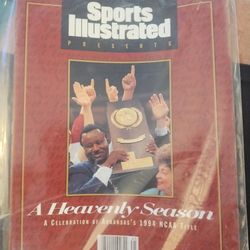 Sports
Illustrated
PRESENTS
A Heavenly Season
A CELEBRATION OF ARKANSAS'S 1994 NCAA TITLE